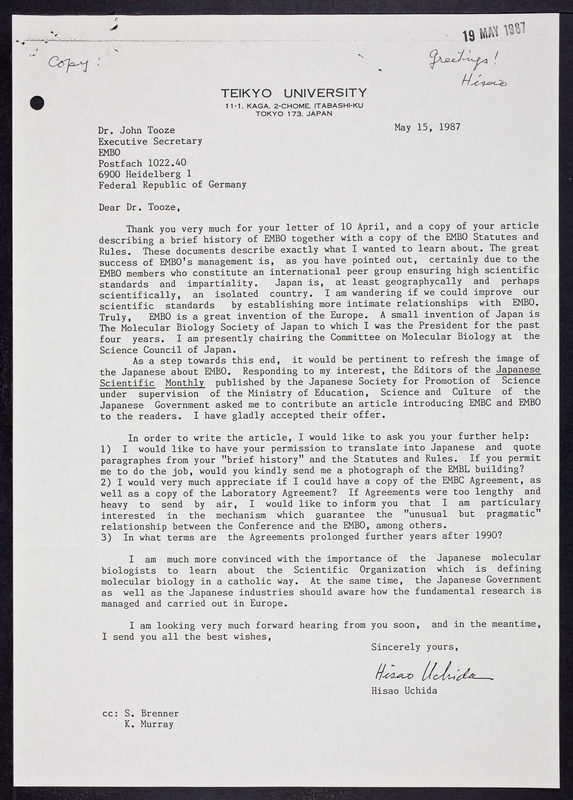 19 MAY 1987
Copy!
Greetings!
Hisao
TEIKYO UNIVERSITY
11-1, KAGA, 2-CHOME, ITABASHI-KU
TOKYO 173, JAPAN
Dr. John Tooze
May 15, 1987
Executive Secretary
EMBO
Postfach 1022.40
6900 Heidelberg 1
Federal Republic of Germany
Dear Dr. Tooze,
Thank you very much for your letter of 10 April, and a copy of your article
describing a brief history of EMBO together with a copy of the EMBO Statutes and
Rules. These documents describe exactly what I wanted to learn about. The great
success of EMBO's management is, as you have pointed out, certainly due to the
EMBO members who constitute an international peer group ensuring high scientific
standards and impartiality. Japan is, at least geographycally and perhaps
scientifically, an isolated country. I am wandering if we could improve our
scientific standards by establishing more intimate relationships with EMBO.
Truly, EMBO is a great invention of the Europe. A small invention of Japan is
The Molecular Biology Society of Japan to which I was the President for the past
four years. I am presently chairing the Committee on Molecular Biology at the
Science Council of Japan.
As a step towards this end, it would be pertinent to refresh the image of
the Japanese about EMBO. Responding to my interest, the Editors of the Japanese
Scientific Monthly published by the Japanese Society for Promotion of Science
under supervision of the Ministry of Education, Science and Culture of the
Japanese Government asked me to contribute an article introducing EMBC and EMBO
to the readers. I have gladly accepted their offer.
In order to write the article, I would like to ask you your further help:
1) I would like to have your permission to translate into Japanese and quote
paragraphes from your "brief history" and the Statutes and Rules. If you permit
me to do the job, would you kindly send me a photograph of the EMBL building?
2) I would very much appreciate if I could have a copy of the EMBC Agreement, as
well as a copy of the Laboratory Agreement? If Agreements were too lengthy and
heavy to send by air, I would like to inform you that I am particulary
interested in the mechanism which guarantee the "unusual but pragmatic"
relationship between the Conference and the EMBO, among others.
3) In what terms are the Agreements prolonged further years after 1990?
I am much more convinced with the importance of the Japanese molecular
biologists to learn about the Scientific Organization which is defining
molecular biology in a catholic way. At the same time, the Japanese Government
as well as the Japanese industries should aware how the fundamental research is
managed and carried out in Europe.
I am looking very much forward hearing from you soon, and in the meantime,
I send you all the best wishes,
Sincerely yours,
Hisao Uchida
Hisao Uchida
cc: S. Brenner
K. Murray